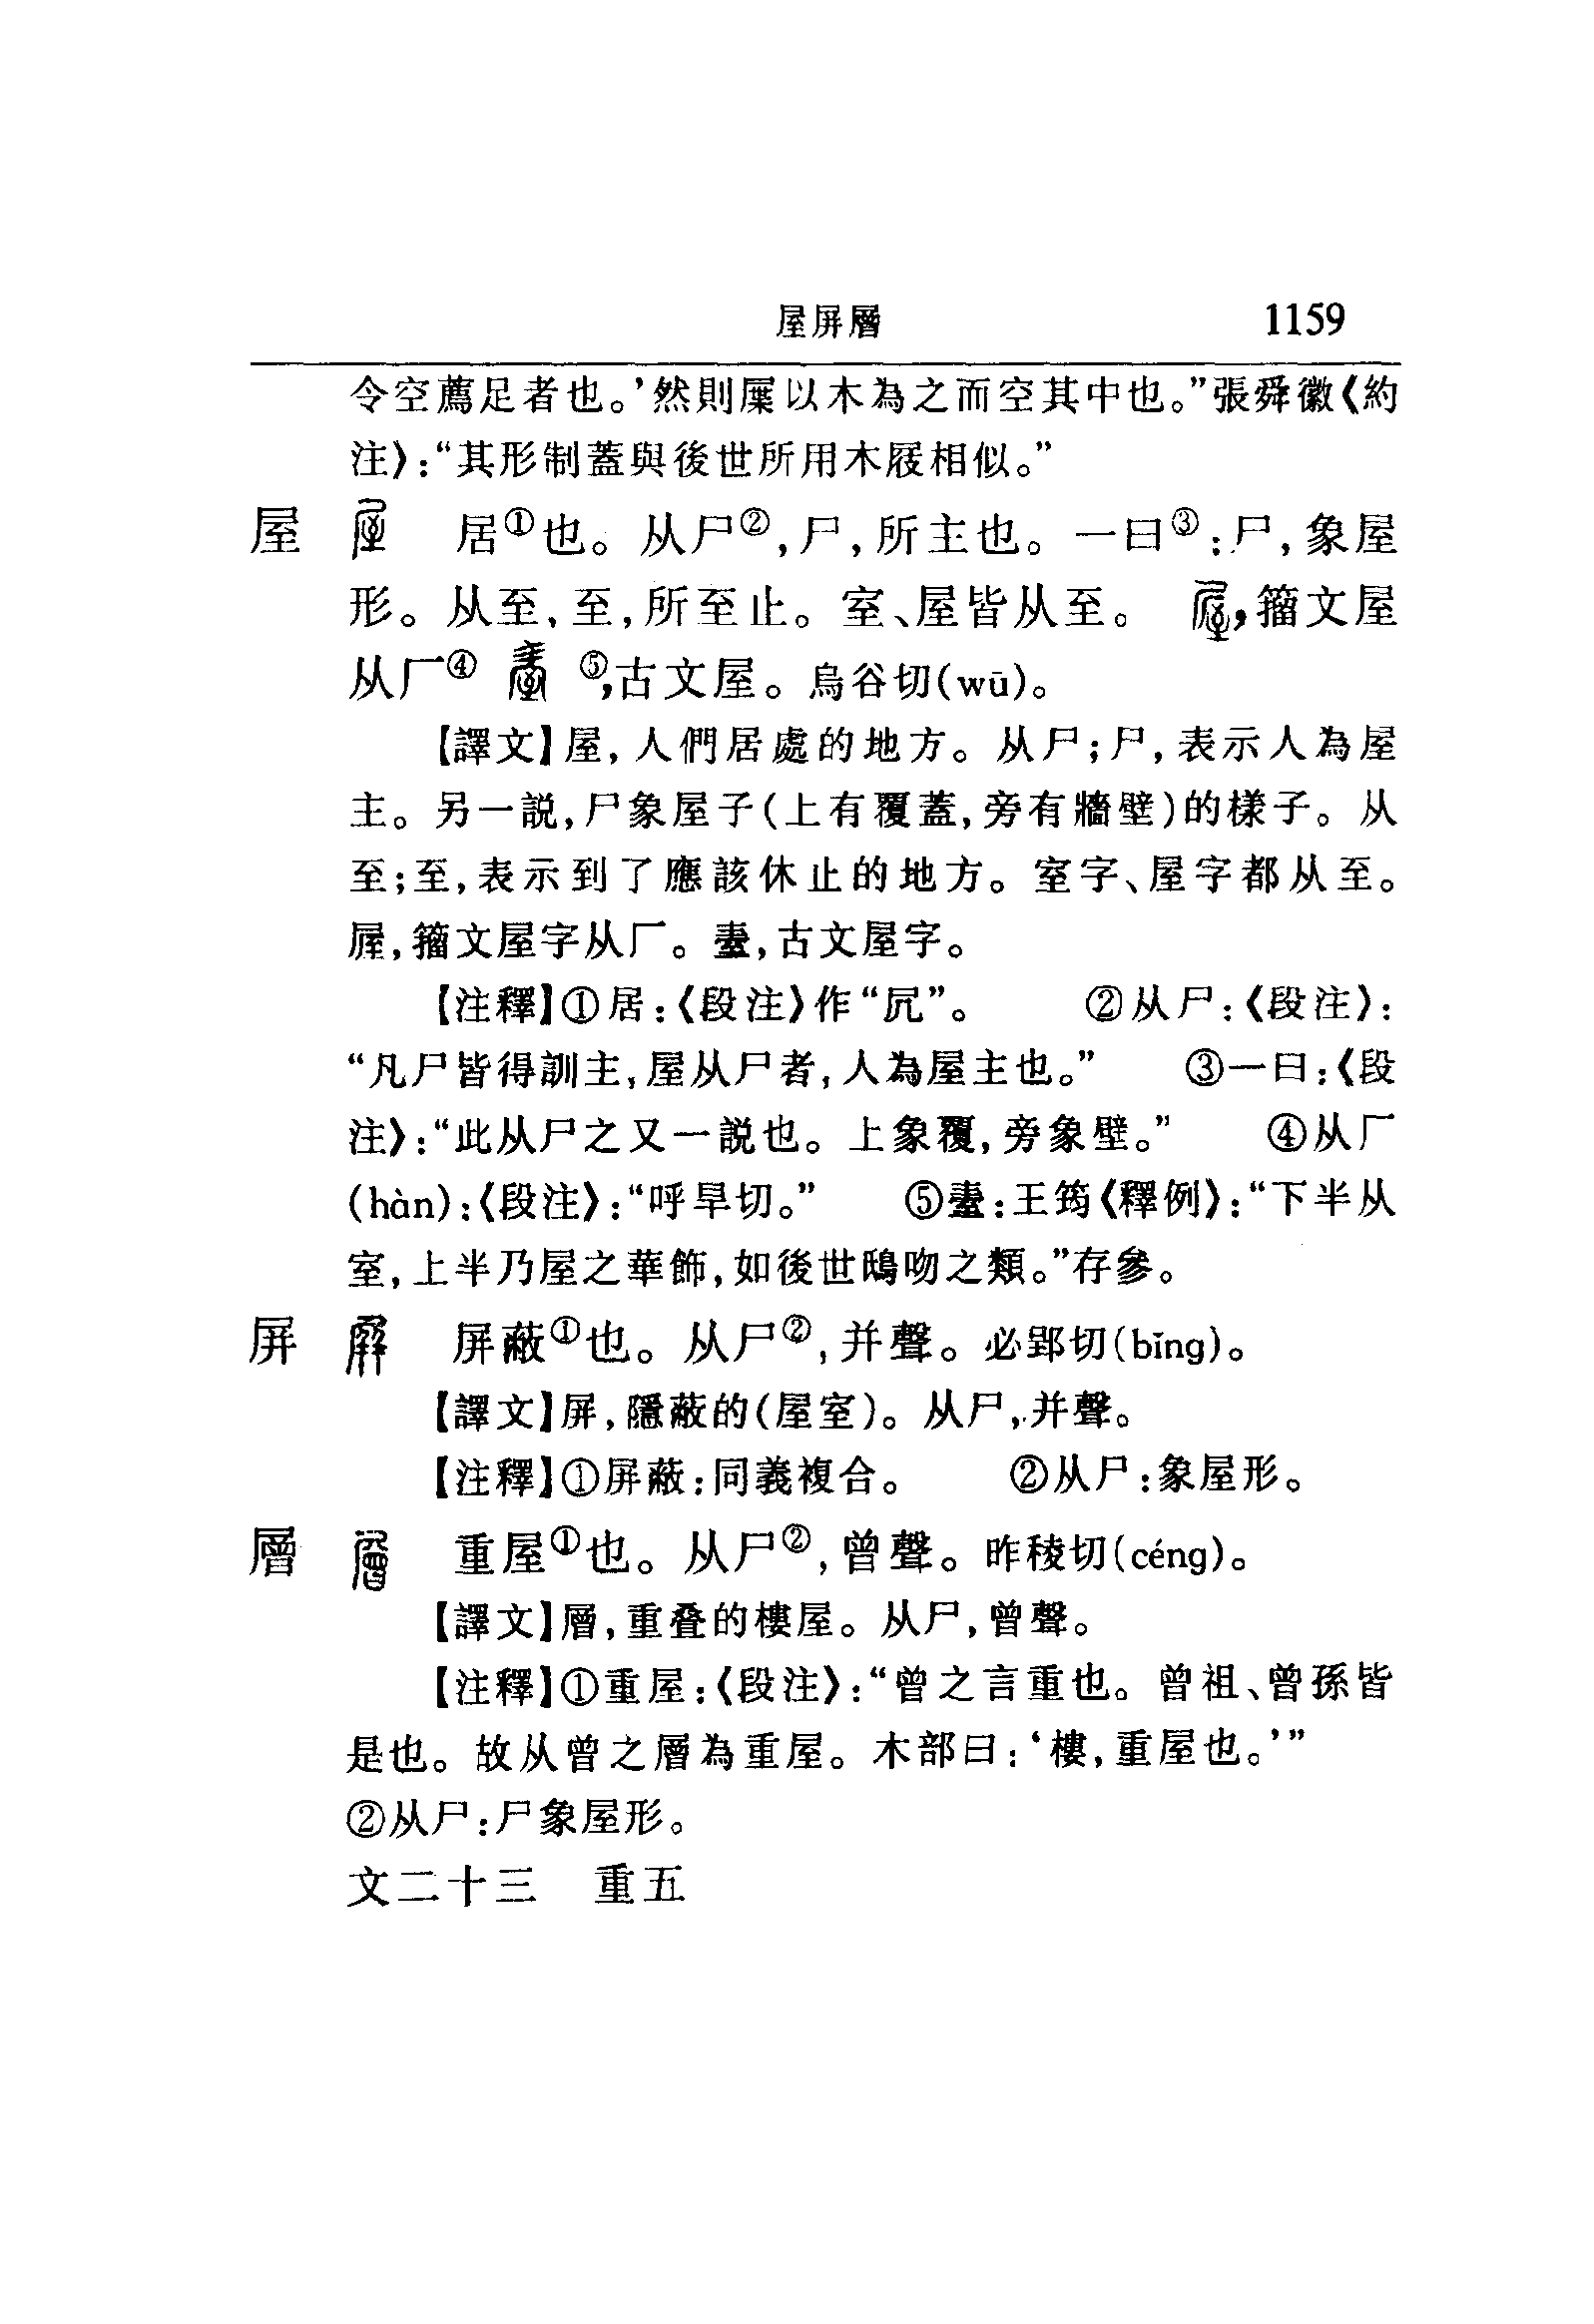 屋屏層 1159
令空薦足者也。’然則屟以木為之而空其中也。”張舜徽《約
注》:“其形制蓋與後世所用木屐相似。”
屋 居①也。从尸②,尸,所主也。一曰③:尸,象屋
形。从至,至,所至止。室、屋皆从至。 ,籀文屋
从厂④ ⑤,古文屋。烏谷切(wū)。
【譯文】屋,人們居處的地方。从尸;尸,表示人為屋
主。另一説,尸象屋子(上有覆蓋,旁有牆壁)的樣子。从
至;至,表示到了應該休止的地方。室字、屋字都从至。
,籀文屋字从厂。,古文屋字。
【注釋】①居:《段注》作“凥”。 ②从尸:《段注》:
“凡尸皆得訓主,屋从尸者,人為屋主也。” ③一曰:《段
注》:“此从尸之又一説也。上象覆,旁象壁。” ④从厂
(hàn):《段注》:“呼旱切。” ⑤:王筠《釋例》:“下半从
室,上半乃屋之華飾,如後世鴟吻之類。”存參。
屏 屏蔽①也。从尸②,并聲。必郢切(bǐng)。
【譯文】屏,隱蔽的(屋室)。从尸,并聲。
【注釋】①屏蔽:同義複合。 ②从尸:象屋形。
層 重屋①也。从尸②,曾聲。昨稜切(céng)。
【譯文】層,重叠的樓屋。从尸,曾聲。
【注釋】①重屋:《段注》:“曾之言重也。曾祖、曾孫皆
是也。故从曾之層為重屋。木部曰:‘樓,重屋也。’”
②从尸:尸象屋形。
文二十三 重五